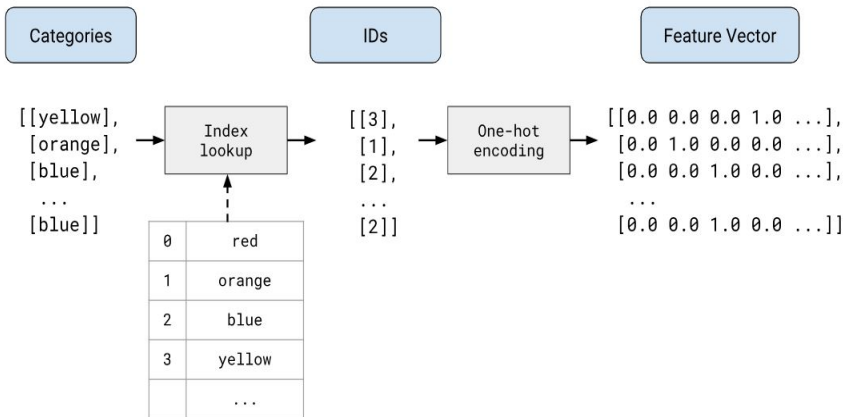 Categories
IDs
Feature Vector
[[yellow],
[orange],
[blue],
...
[blue]]
Index
lookup
[[3],
[1],
[2],
...
[2]]
One-hot
encoding
[[0.0 0.0 0.0 1.0 ...],
[0.0 1.0 0.0 0.0 ...],
[0.0 0.0 1.0 0.0 ...],
...
[0.0 0.0 1.0 0.0 ...]]
0 red
1 orange
2 blue
3 yellow
...